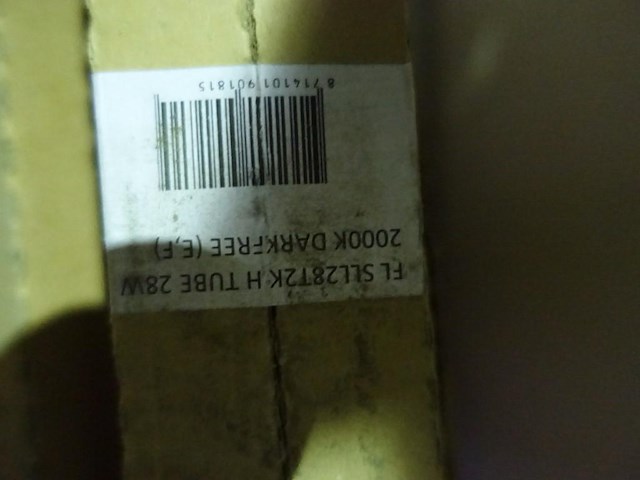 FL SLL28T2K H TUBE 28W
2000K DARKFREE (E,F)
8 714101 901815